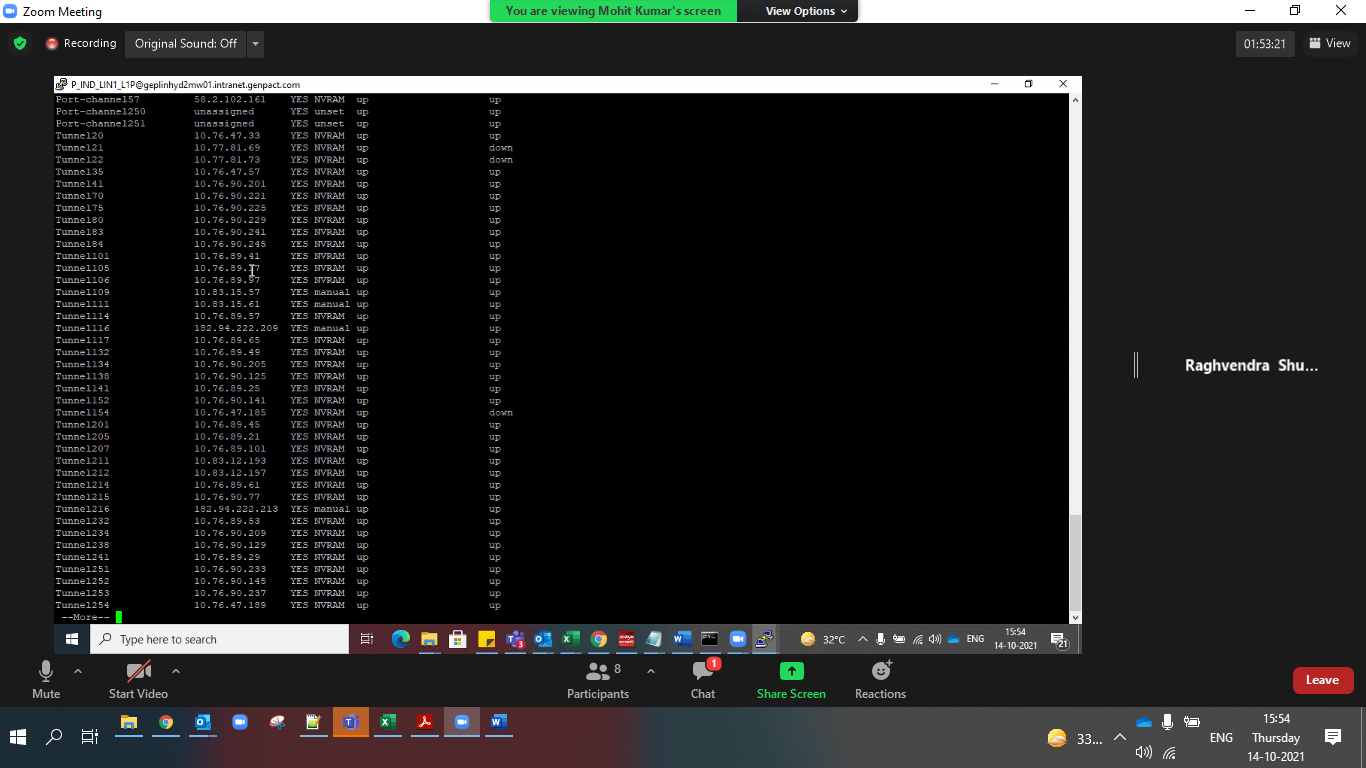 Zoom Meeting
You are viewing Mohit Kumar's screen
View Options
Recording
Original Sound: Off
01:53:21
View
P_IND_LIN1_L1P@geplinhyd2mw01.intranet.genpact.com
Port-channel57 58.2.102.161 YES NVRAM up up
Port-channel250 unassigned YES unset up up
Port-channel251 unassigned YES unset up up
Tunnel20 10.76.47.33 YES NVRAM up up
Tunnel21 10.77.81.69 YES NVRAM up down
Tunnel22 10.77.81.73 YES NVRAM up down
Tunnel35 10.76.47.57 YES NVRAM up up
Tunnel41 10.76.90.201 YES NVRAM up up
Tunnel70 10.76.90.221 YES NVRAM up up
Tunnel75 10.76.90.225 YES NVRAM up up
Tunnel80 10.76.90.229 YES NVRAM up up
Tunnel83 10.76.90.241 YES NVRAM up up
Tunnel84 10.76.90.245 YES NVRAM up up
Tunnel101 10.76.89.41 YES NVRAM up up
Tunnel105 YES NVRAM up up
Tunnel106 10.76.89.97 YES NVRAM up up
Tunnel109 10.83.15.57 YES manual up up
Tunnel111 10.83.15.61 YES manual up up
Tunnel114 10.76.89.57 YES NVRAM up up
Tunnel116 182.94.222.209 YES manual up up
Tunnel117 10.76.89.65 YES NVRAM up up
Tunnel132 10.76.89.49 YES NVRAM up up
Tunnel134 10.76.90.205 YES NVRAM up up
Tunnel138 10.76.90.125 YES NVRAM up up
Tunnel141 10.76.89.25 YES NVRAM up up
Tunnel152 10.76.90.141 YES NVRAM up up
Tunnel154 10.76.47.185 YES NVRAM up down
Tunnel201 10.76.89.45 YES NVRAM up up
Tunnel205 10.76.89.21 YES NVRAM up up
Tunnel207 10.76.89.101 YES NVRAM up up
Tunnel211 10.83.12.193 YES NVRAM up up
Tunnel212 10.83.12.197 YES NVRAM up up
Tunnel214 10.76.89.61 YES NVRAM up up
Tunnel215 10.76.90.77 YES NVRAM up up
Tunnel216 182.94.222.213 YES manual up up
Tunnel232 10.76.89.53 YES NVRAM up up
Tunnel234 10.76.90.209 YES NVRAM up up
Tunnel238 10.76.90.129 YES NVRAM up up
Tunnel241 10.76.89.29 YES NVRAM up up
Tunnel251 10.76.90.233 YES NVRAM up up
Tunnel252 10.76.90.145 YES NVRAM up up
Tunnel253 10.76.90.237 YES NVRAM up up
Tunnel254 10.76.47.189 YES NVRAM up up
--More--
Raghvendra Shu...
Type here to search
3
32°C
ENG
15:54
14-10-2021
21
Mute
Start Video
8
Participants
1
Chat
Share Screen
Reactions
Leave
33...
ENG
15:54
Thursday
14-10-2021